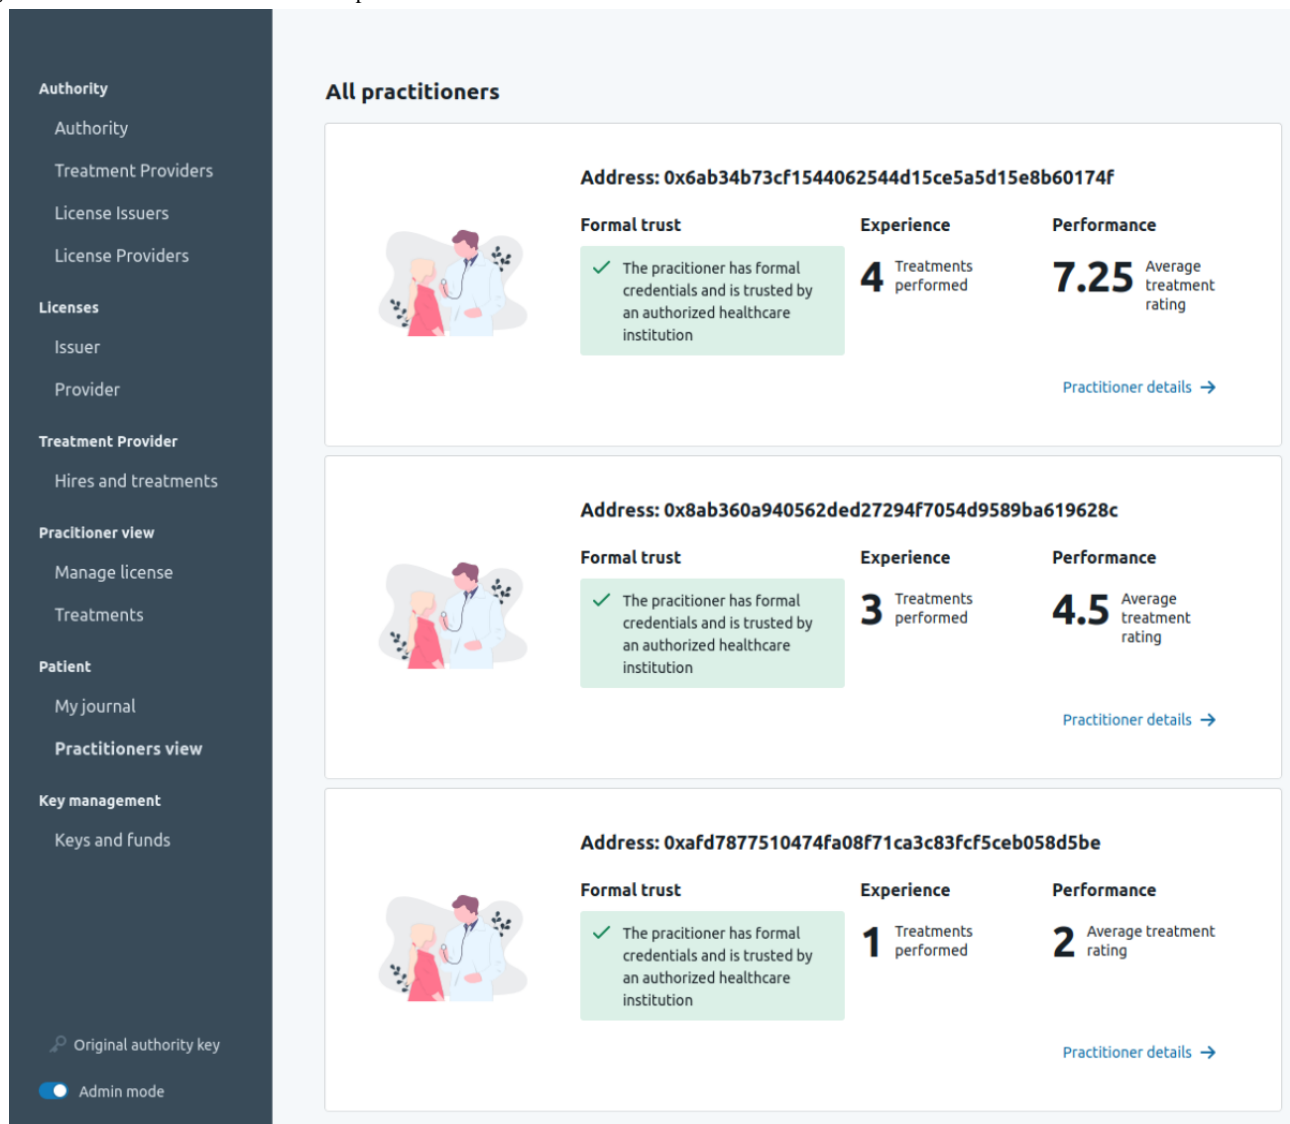 Authority
Authority
Treatment Providers
License Issuers
License Providers
Licenses
Issuer
Provider
Treatment Provider
Hires and treatments
Pracitioner view
Manage license
Treatments
Patient
My journal
Practitioners view
Key management
Keys and funds
Original authority key
Admin mode
All practitioners
Address: 0x6ab34b73cf1544062544d15ce5a5d15e8b60174f
Formal trust
The pracitioner has formal
credentials and is trusted by
an authorized healthcare
institution
Experience
4 Treatments
performed
Performance
7.25 Average
treatment
rating
Practitioner details →
Address: 0x8ab360a940562ded27294f7054d9589ba619628c
Formal trust
The pracitioner has formal
credentials and is trusted by
an authorized healthcare
institution
Experience
3 Treatments
performed
Performance
4.5 Average
treatment
rating
Practitioner details →
Address: 0xafd7877510474fa08f71ca3c83fcf5ceb058d5be
Formal trust
The pracitioner has formal
credentials and is trusted by
an authorized healthcare
institution
Experience
1 Treatments
performed
Performance
2 Average treatment
rating
Practitioner details →